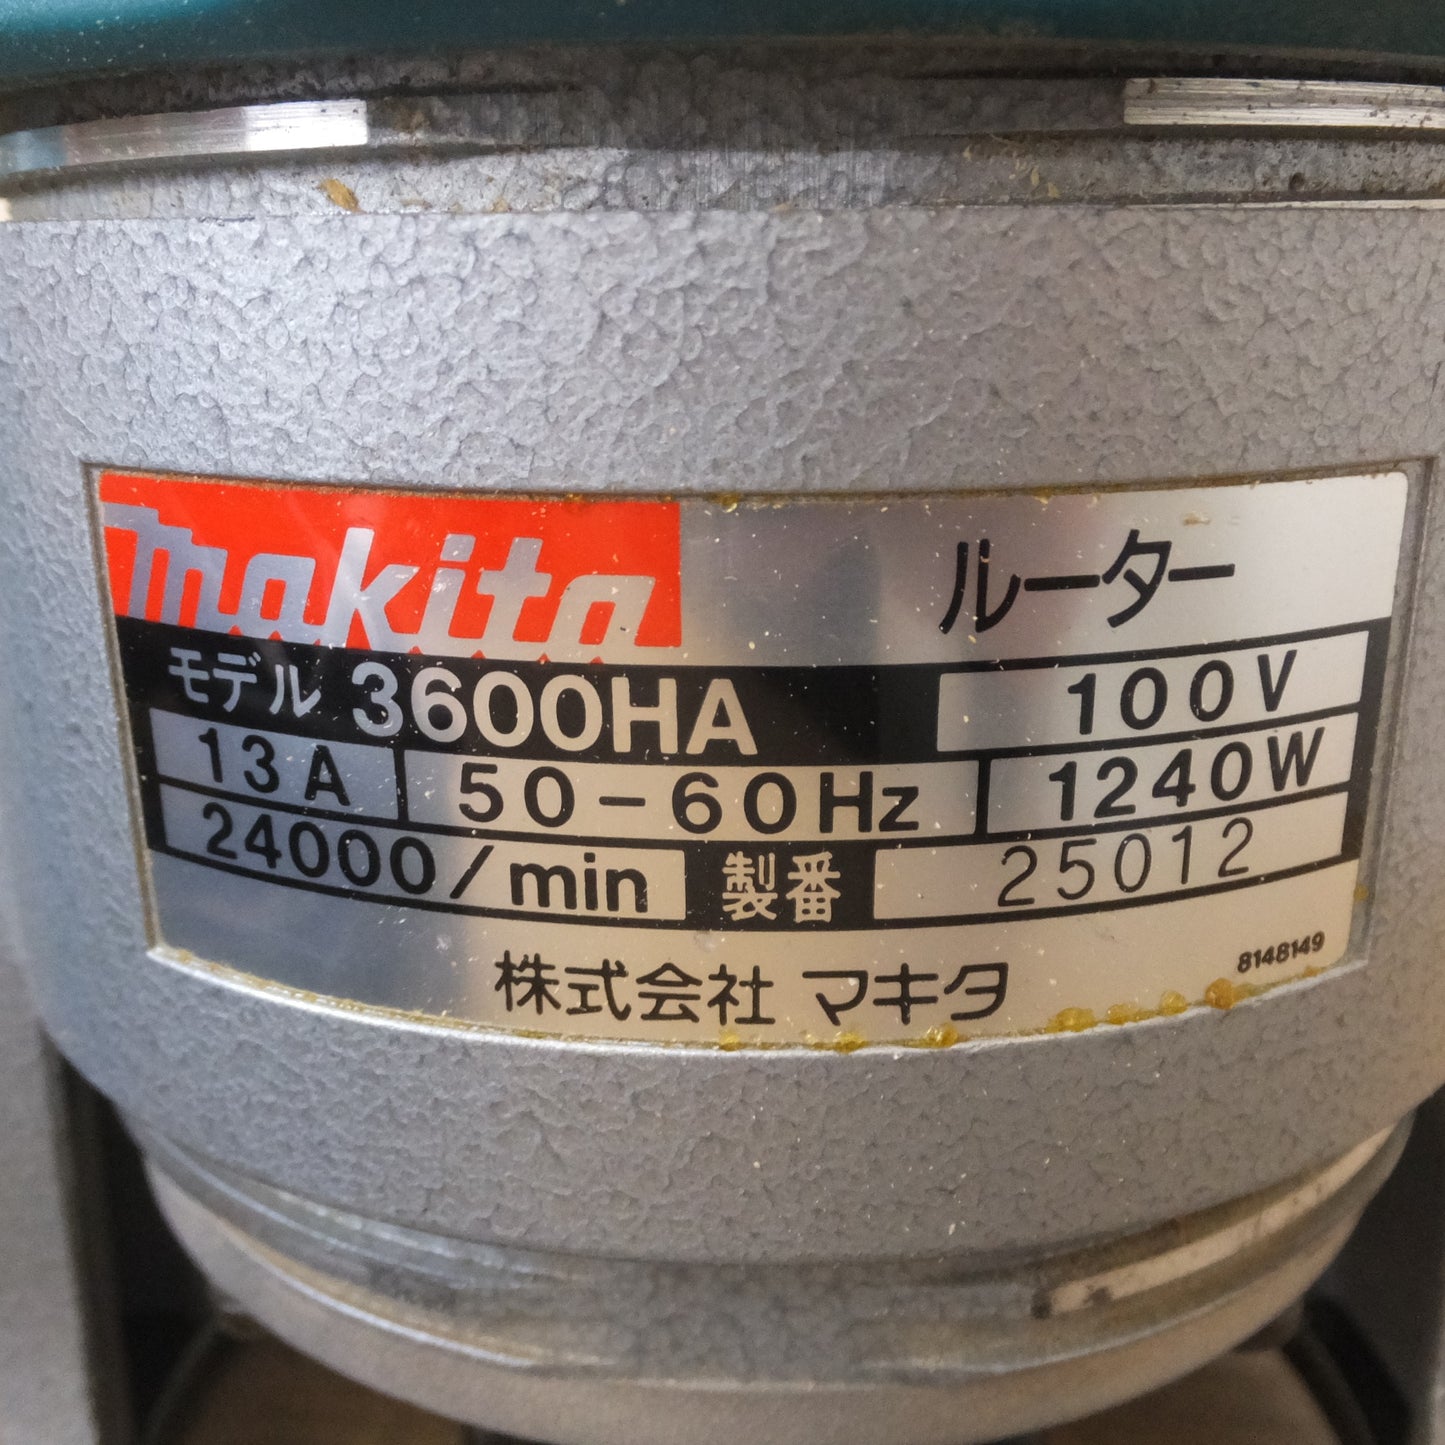 makita ルーター
モデル 3600HA 100V
13A 50-60Hz 1240W
24000/min 製番 25012
8148149
株式会社 マキタ